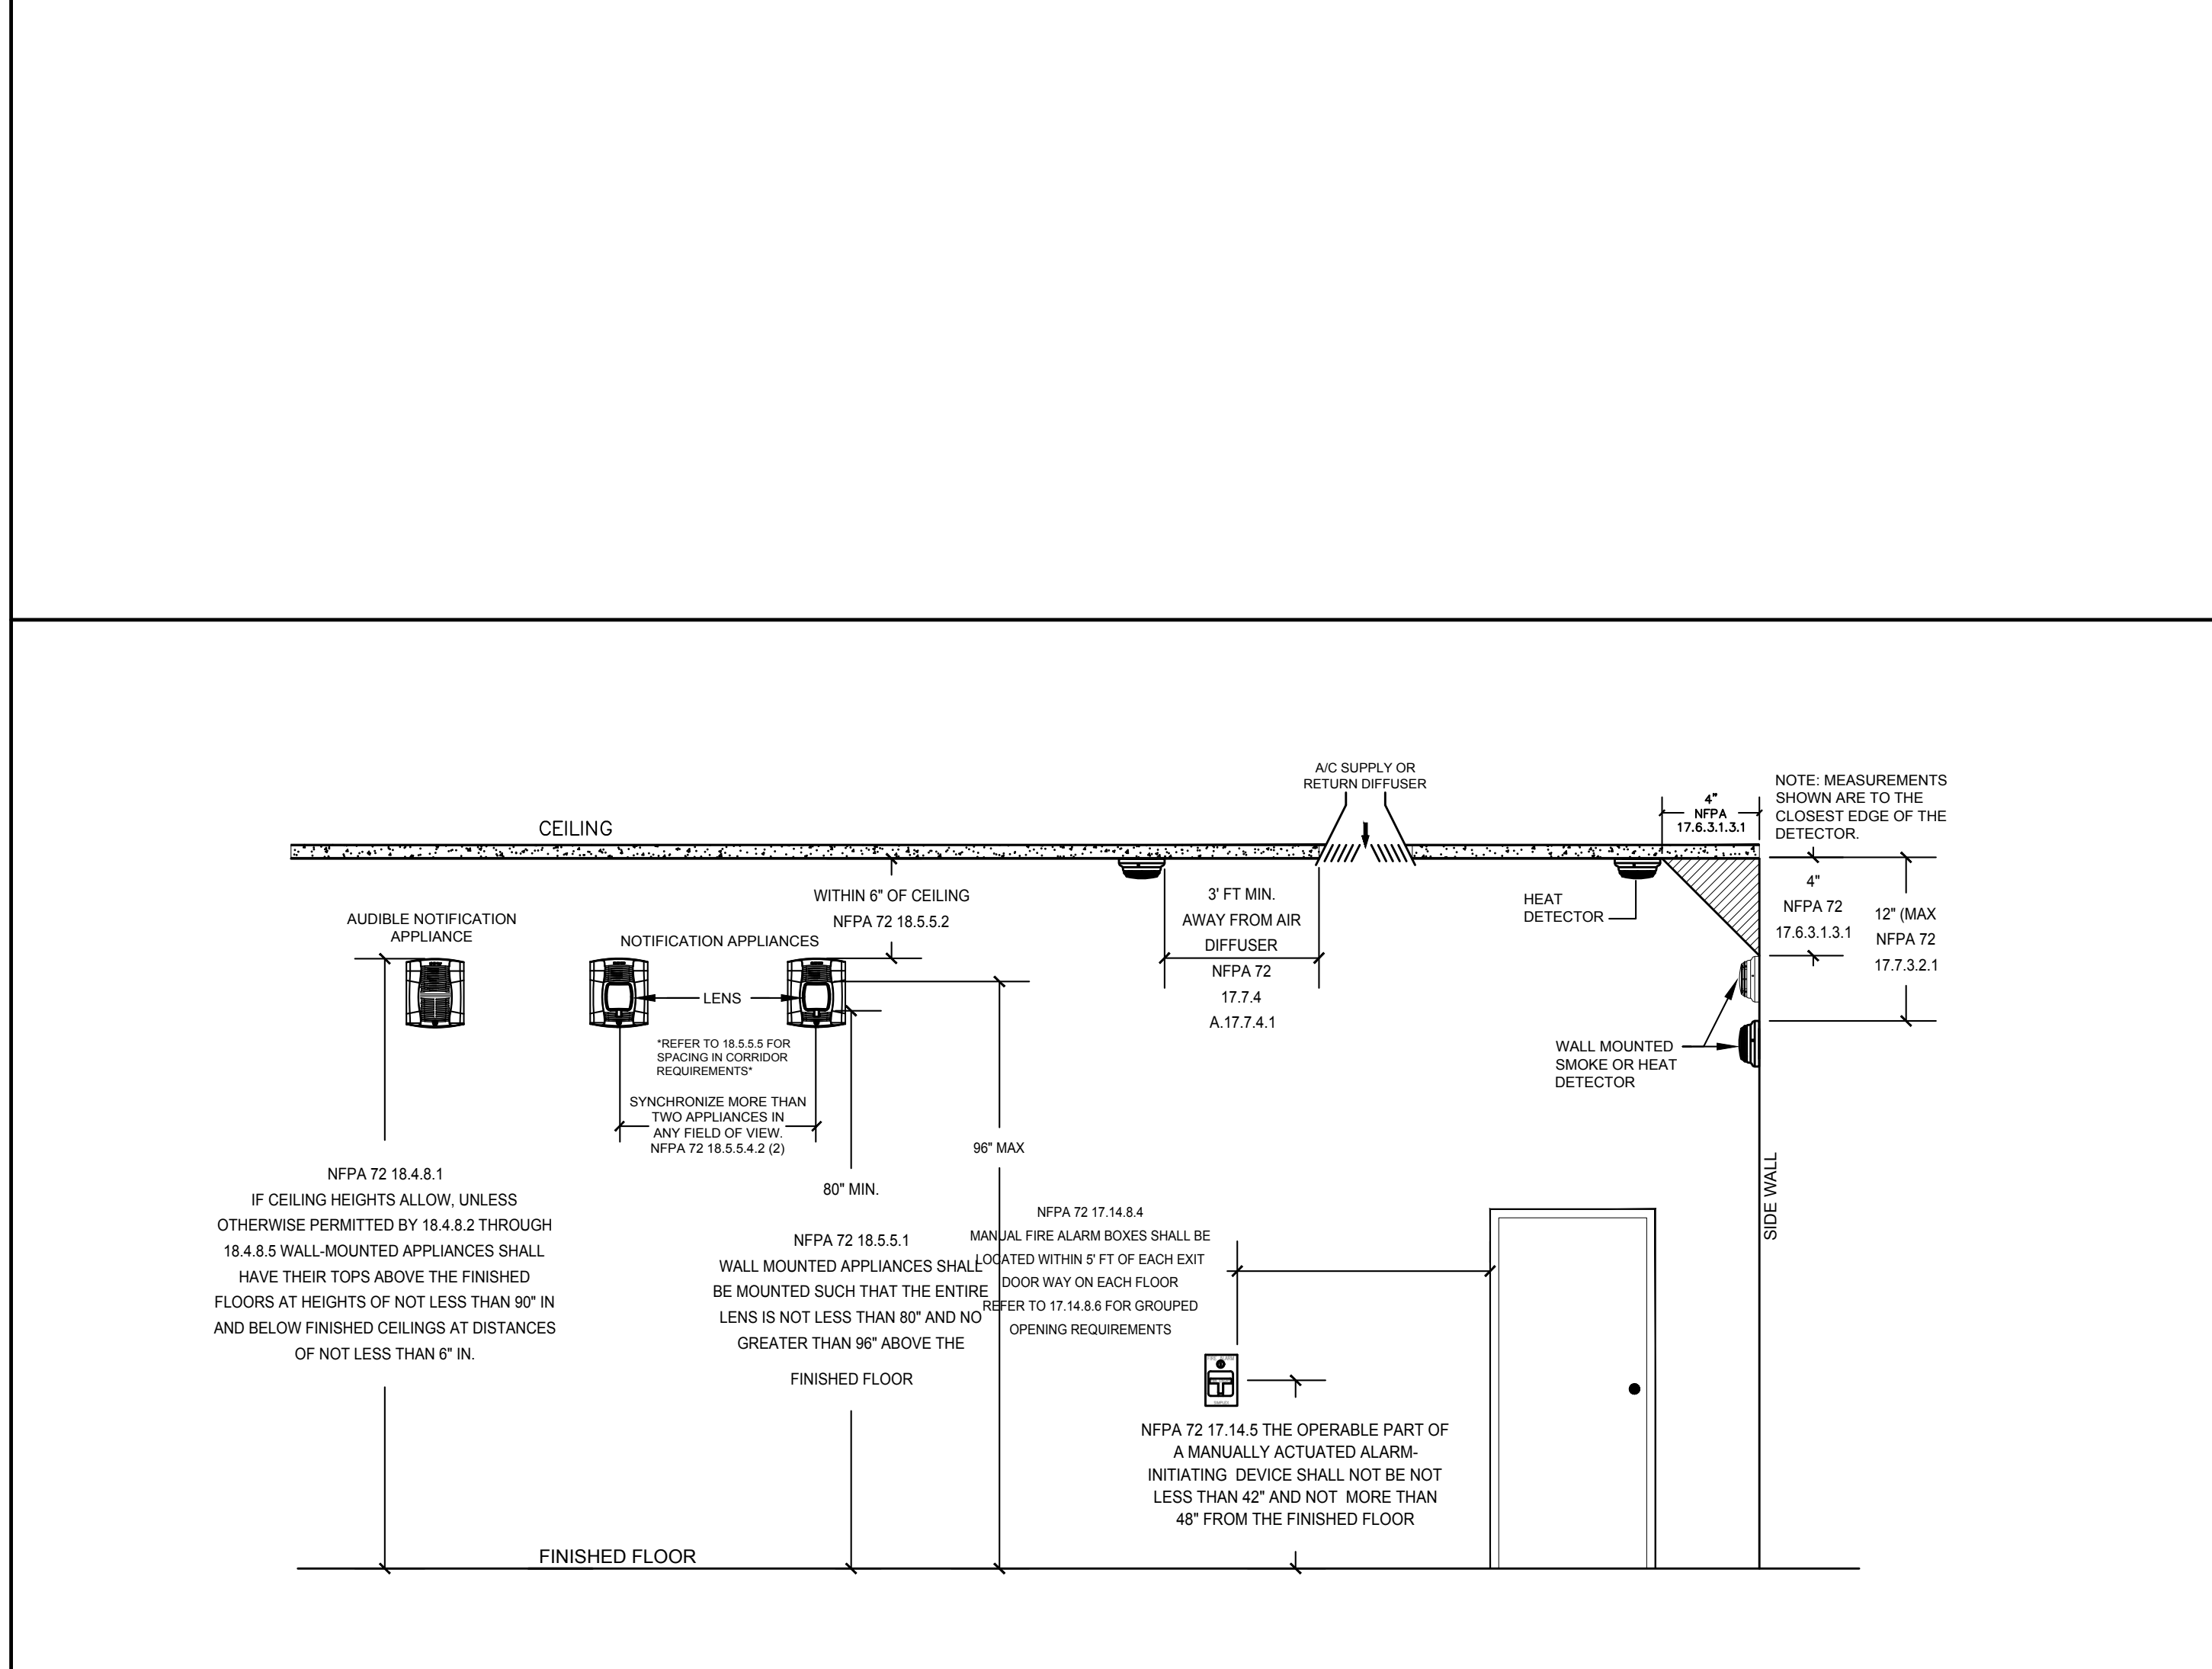 A/C SUPPLY OR
RETURN DIFFUSER
CEILING
4"
NFPA
17.6.3.1.3.1
NOTE: MEASUREMENTS
SHOWN ARE TO THE
CLOSEST EDGE OF THE
DETECTOR.
AUDIBLE NOTIFICATION
APPLIANCE
NOTIFICATION APPLIANCES
LENS
WITHIN 6" OF CEILING
NFPA 72 18.5.5.2
3' FT MIN.
AWAY FROM AIR
DIFFUSER
NFPA 72
17.7.4
A.17.7.4.1
HEAT
DETECTOR
4"
NFPA 72
17.6.3.1.3.1
12" (MAX
NFPA 72
17.7.3.2.1
*REFER TO 18.5.5.5 FOR
SPACING IN CORRIDOR
REQUIREMENTS*
SYNCHRONIZE MORE THAN
TWO APPLIANCES IN
ANY FIELD OF VIEW.
NFPA 72 18.5.5.4.2 (2)
WALL MOUNTED
SMOKE OR HEAT
DETECTOR
96" MAX
80" MIN.
NFPA 72 18.4.8.1
IF CEILING HEIGHTS ALLOW, UNLESS
OTHERWISE PERMITTED BY 18.4.8.2 THROUGH
18.4.8.5 WALL-MOUNTED APPLIANCES SHALL
HAVE THEIR TOPS ABOVE THE FINISHED
FLOORS AT HEIGHTS OF NOT LESS THAN 90" IN
AND BELOW FINISHED CEILINGS AT DISTANCES
OF NOT LESS THAN 6" IN.
NFPA 72 18.5.5.1
WALL MOUNTED APPLIANCES SHALL
BE MOUNTED SUCH THAT THE ENTIRE
LENS IS NOT LESS THAN 80" AND NO
GREATER THAN 96" ABOVE THE
FINISHED FLOOR
NFPA 72 17.14.8.4
MANUAL FIRE ALARM BOXES SHALL BE
LOCATED WITHIN 5' FT OF EACH EXIT
DOOR WAY ON EACH FLOOR
REFER TO 17.14.8.6 FOR GROUPED
OPENING REQUIREMENTS
SIDE WALL
FIRE ALARM
NFPA 72 17.14.5 THE OPERABLE PART OF
A MANUALLY ACTUATED ALARM-
INITIATING DEVICE SHALL NOT BE NOT
LESS THAN 42" AND NOT MORE THAN
48" FROM THE FINISHED FLOOR
FINISHED FLOOR